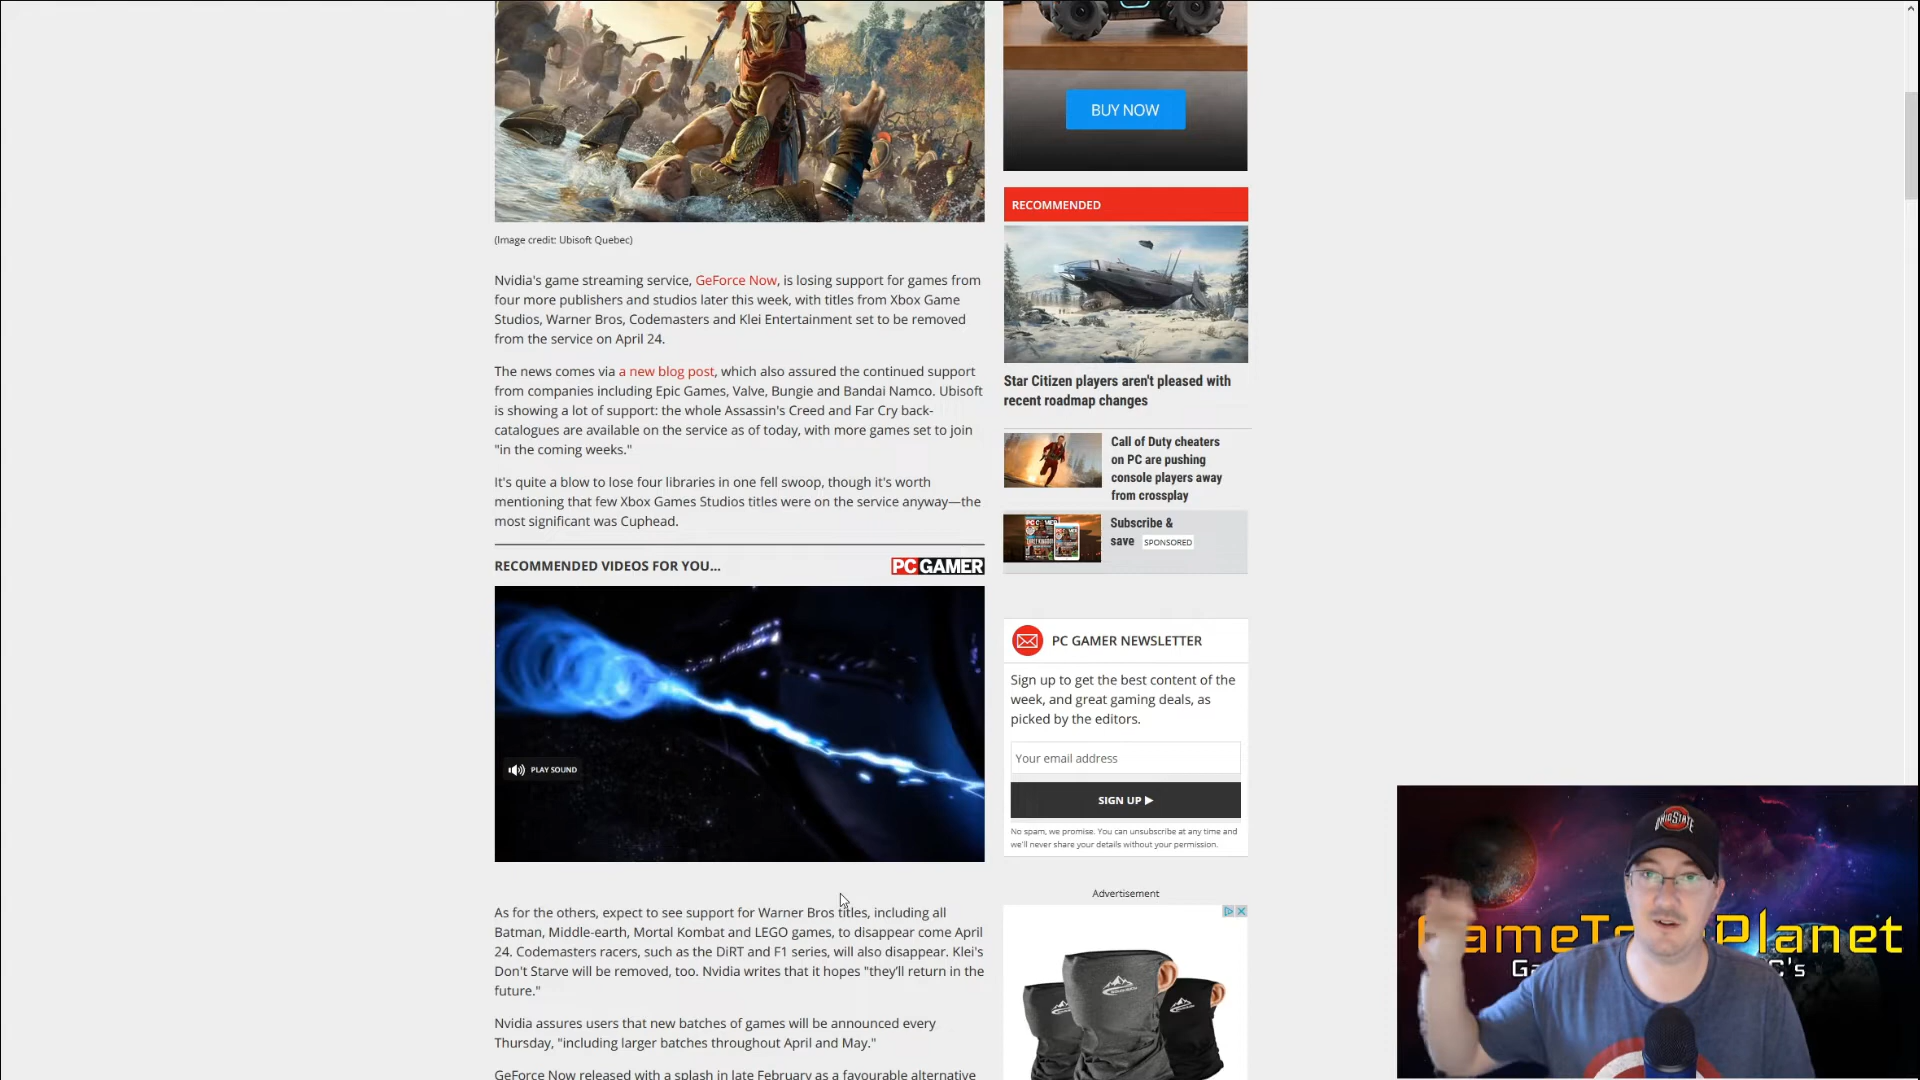 BUY NOW
RECOMMENDED
(Image credit: Ubisoft Quebec)
Nvidia's game streaming service, GeForce Now, is losing support for games from
four more publishers and studios later this week, with titles from Xbox Game
Studios, Warner Bros, Codemasters and Klei Entertainment set to be removed
from the service on April 24.
The news comes via a new blog post, which also assured the continued support
from companies including Epic Games, Valve, Bungie and Bandai Namco. Ubisoft
is showing a lot of support: the whole Assassin's Creed and Far Cry back-
catalogues are available on the service as of today, with more games set to join
"in the coming weeks."
It's quite a blow to lose four libraries in one fell swoop, though it's worth
mentioning that few Xbox Games Studios titles were on the service anyway—the
most significant was Cuphead.
RECOMMENDED VIDEOS FOR YOU...
PC GAMER
PLAY SOUND
As for the others, expect to see support for Warner Bros titles, including all
Batman, Middle-earth, Mortal Kombat and LEGO games, to disappear come April
24. Codemasters racers, such as the DiRT and F1 series, will also disappear. Klei's
Don't Starve will be removed, too. Nvidia writes that it hopes "they'll return in the
future."
Nvidia assures users that new batches of games will be announced every
Thursday, "including larger batches throughout April and May."
GeForce Now released with a splash in late February as a favourable alternative
Star Citizen players aren't pleased with
recent roadmap changes
Call of Duty cheaters
on PC are pushing
console players away
from crossplay
PC GAMER
Subscribe &
save SPONSORED
PC GAMER NEWSLETTER
Sign up to get the best content of the
week, and great gaming deals, as
picked by the editors.
Your email address
SIGN UP ▶
No spam, we promise. You can unsubscribe at any time and
we'll never share your details without your permission.
Advertisement
OHIO STATE
Planet
C's